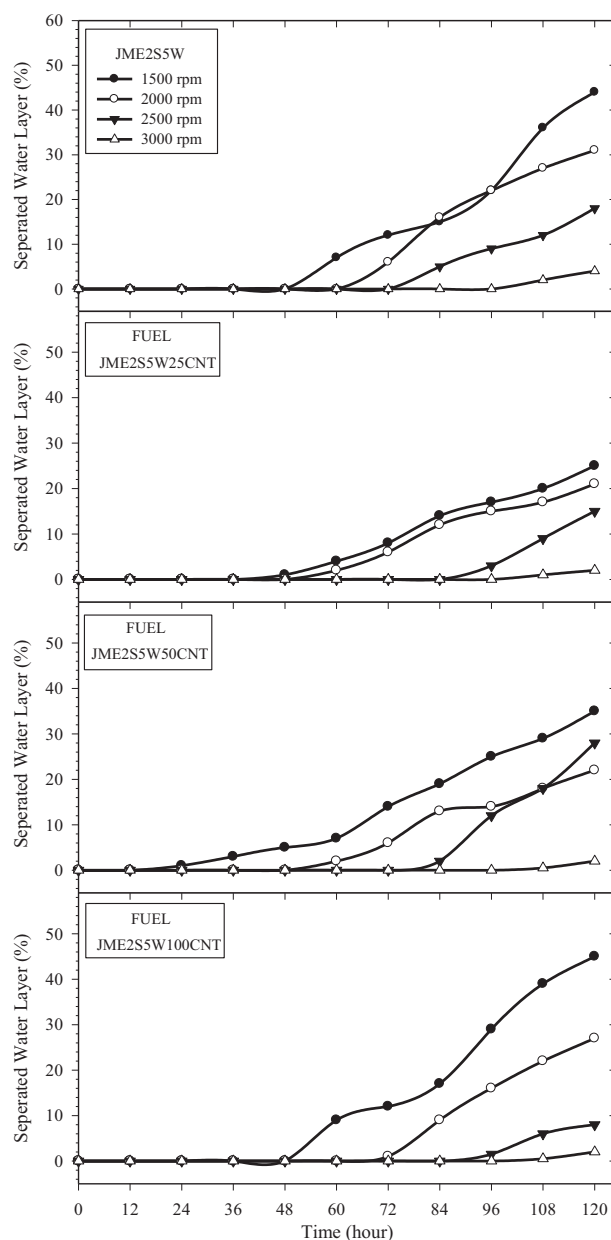 Seperated Water Layer (%)
60
50
40
30
20
10
0
JME2S5W
1500 rpm
2000 rpm
2500 rpm
3000 rpm
Seperated Water Layer (%)
50
40
30
20
10
0
FUEL
JME2S5W25CNT
Seperated Water Layer (%)
50
40
30
20
10
0
FUEL
JME2S5W50CNT
Seperated Water Layer (%)
50
40
30
20
10
0
FUEL
JME2S5W100CNT
0 12 24 36 48 60 72 84 96 108 120
Time (hour)